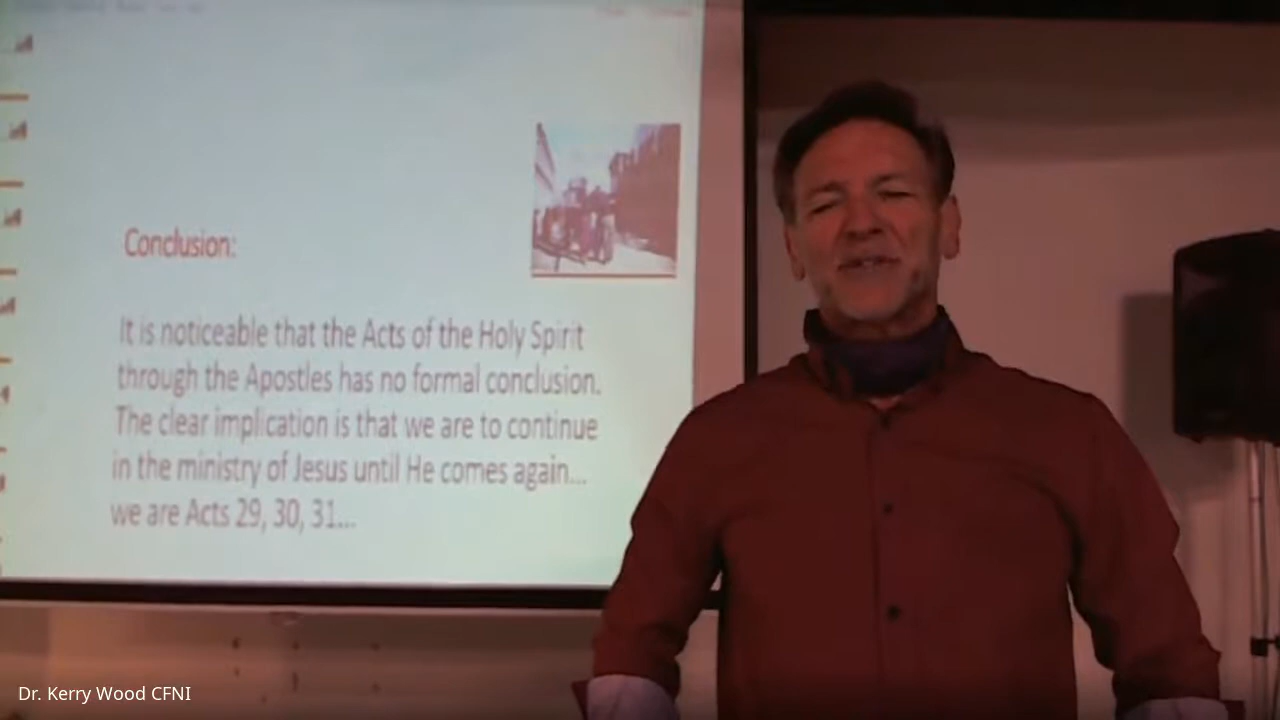 Conclusion:
It is noticeable that the Acts of the Holy Spirit
through the Apostles has no formal conclusion.
The clear implication is that we are to continue
in the ministry of Jesus until He comes again...
we are Acts 29, 30, 31...
Dr. Kerry Wood CFNI